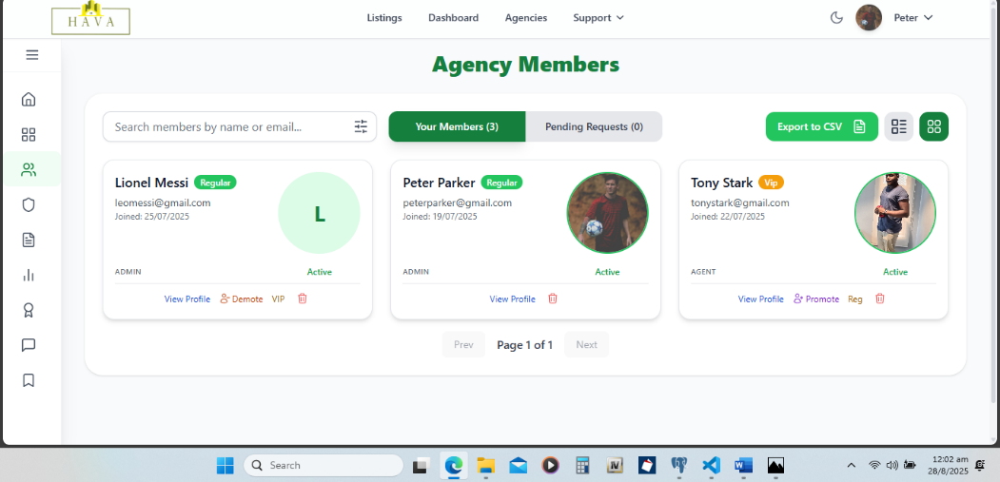 HAVA
Listings Dashboard Agencies Support Peter
Agency Members
Search members by name or email... Your Members (3) Pending Requests (0) Export to CSV
Lionel Messi Regular
leomessi@gmail.com
Joined: 25/07/2025
L
ADMIN Active
View Profile Demote VIP
Peter Parker Regular
peterparker@gmail.com
Joined: 19/07/2025
ADMIN Active
View Profile
Tony Stark Vip
tonystark@gmail.com
Joined: 22/07/2025
AGENT Active
View Profile Promote Reg
Prev Page 1 of 1 Next
Search
12:02 am
28/8/2025